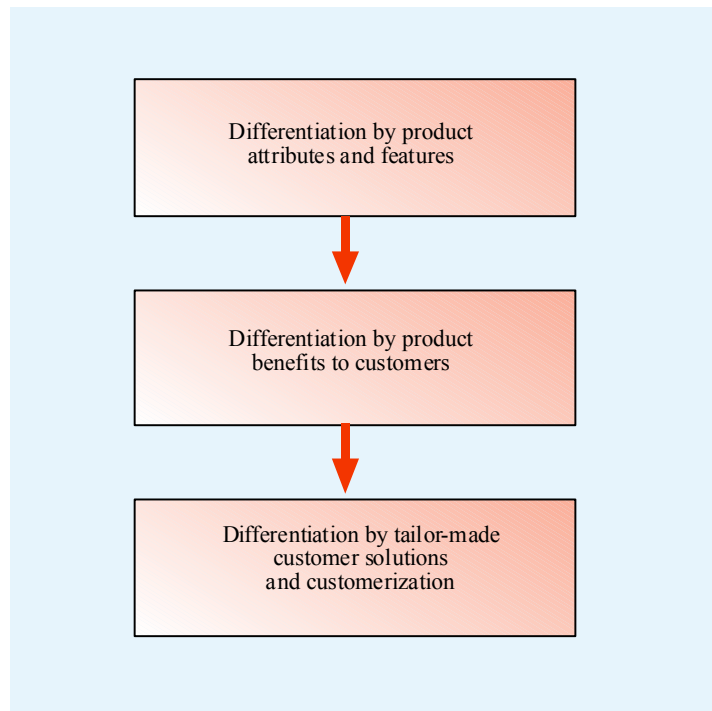 Differentiation by product
attributes and features
Differentiation by product
benefits to customers
Differentiation by tailor-made
customer solutions
and customerization